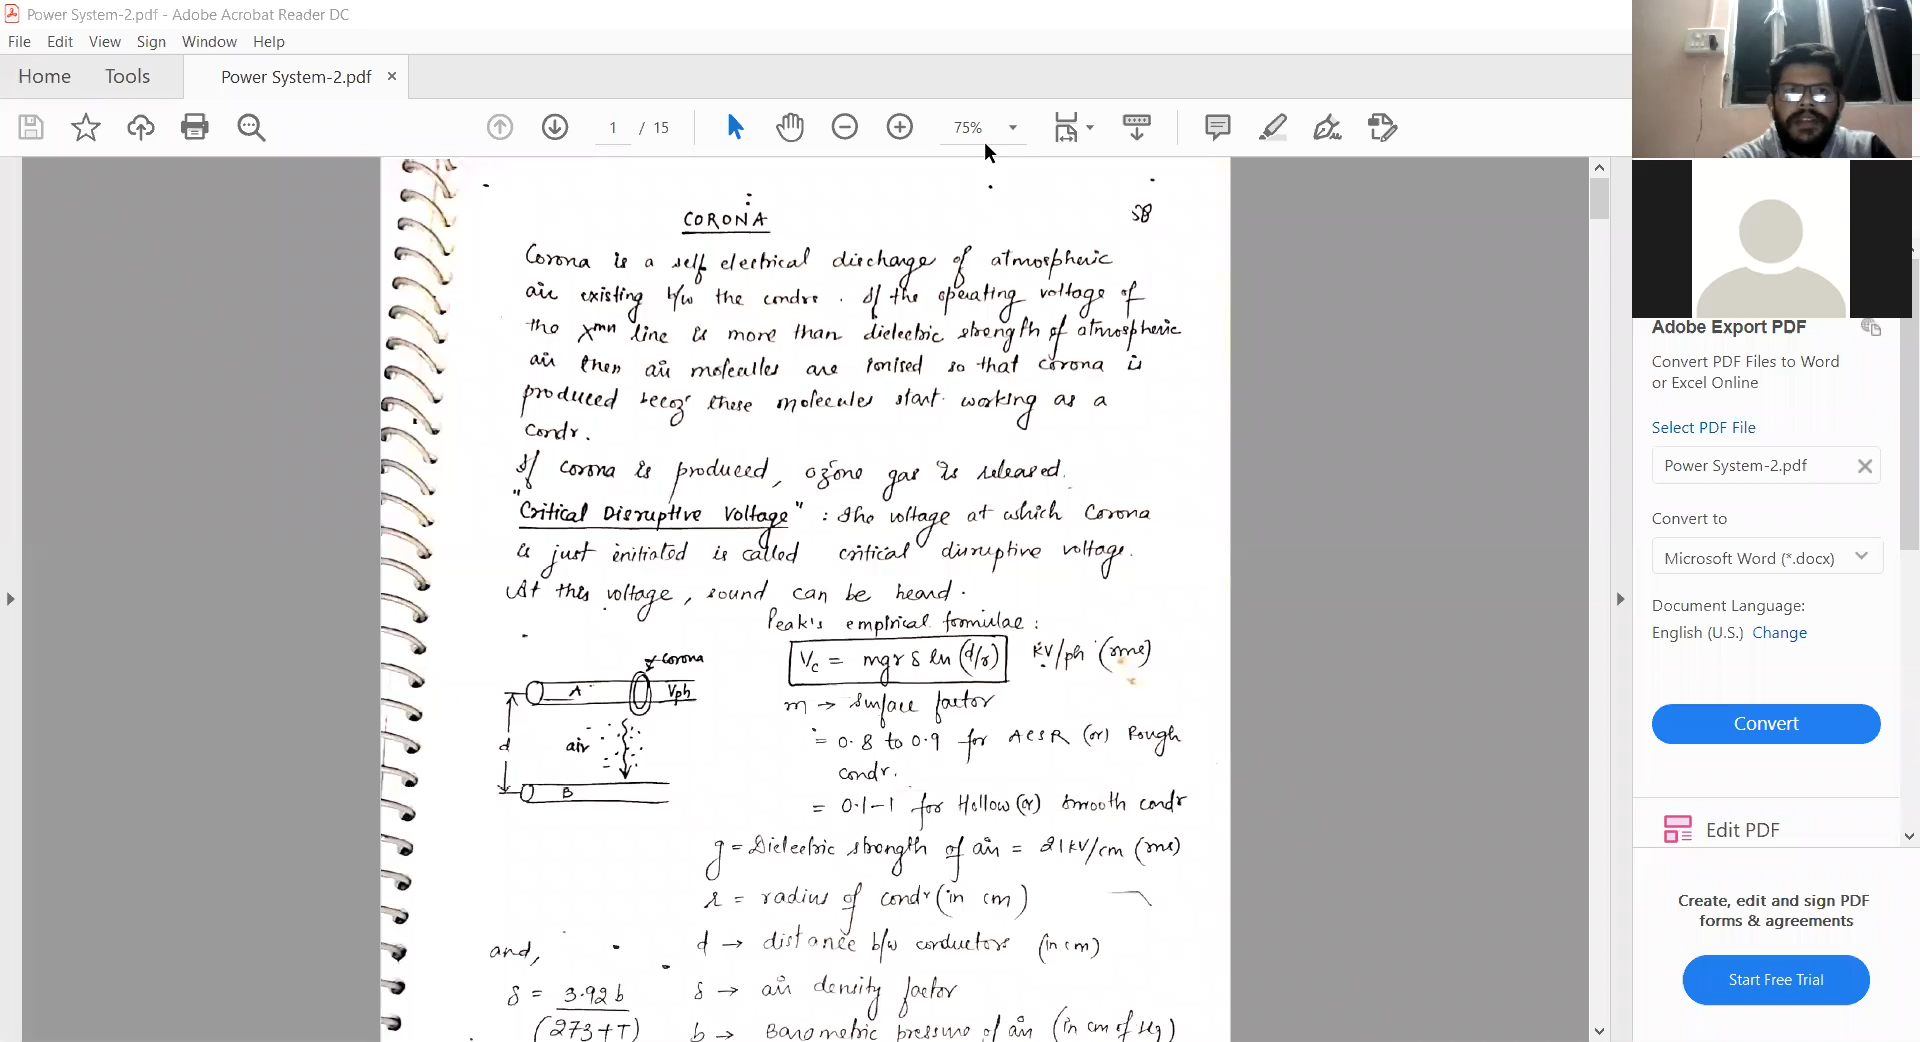 Power System-2.pdf - Adobe Acrobat Reader DC
File Edit View Sign Window Help
Home Tools Power System-2.pdf ×
1 / 15 75%
CORONA
58
Corona is a self electrical discharge of atmospheric
air existing b/w the condrs. If the operating voltage of
the Xmn line is more than dielectric strength of atmospheric
air then air molecules are ionised so that corona is
produced becoz these molecules start working as a
condr.
If corona is produced, ozone gas is released.
"Critical Disruptive Voltage" : The voltage at which Corona
is just initiated is called critical disruptive voltage.
At this voltage, sound can be heard.
Peak's empirical formulae :
Vc = mgrδ ln (d/r) kV/ph (rms)
Corona
A Vph
m → surface factor
= 0.8 to 0.9 for ACSR (or) Rough
condr.
air
d
B
= 0.1-1 for Hollow (or) smooth condr
g = Dielectric strength of air = 21kV/cm (rms)
r = radius of condr (in cm)
d → distance b/w conductors (in cm)
and,
δ = 3.92 b
(273+T)
δ → air density factor
b → Barometric pressure of air (in cm of Hg)
Adobe Export PDF
Convert PDF Files to Word
or Excel Online
Select PDF File
Power System-2.pdf
Convert to
Microsoft Word (*.docx)
Document Language:
English (U.S.) Change
Convert
Edit PDF
Create, edit and sign PDF
forms & agreements
Start Free Trial